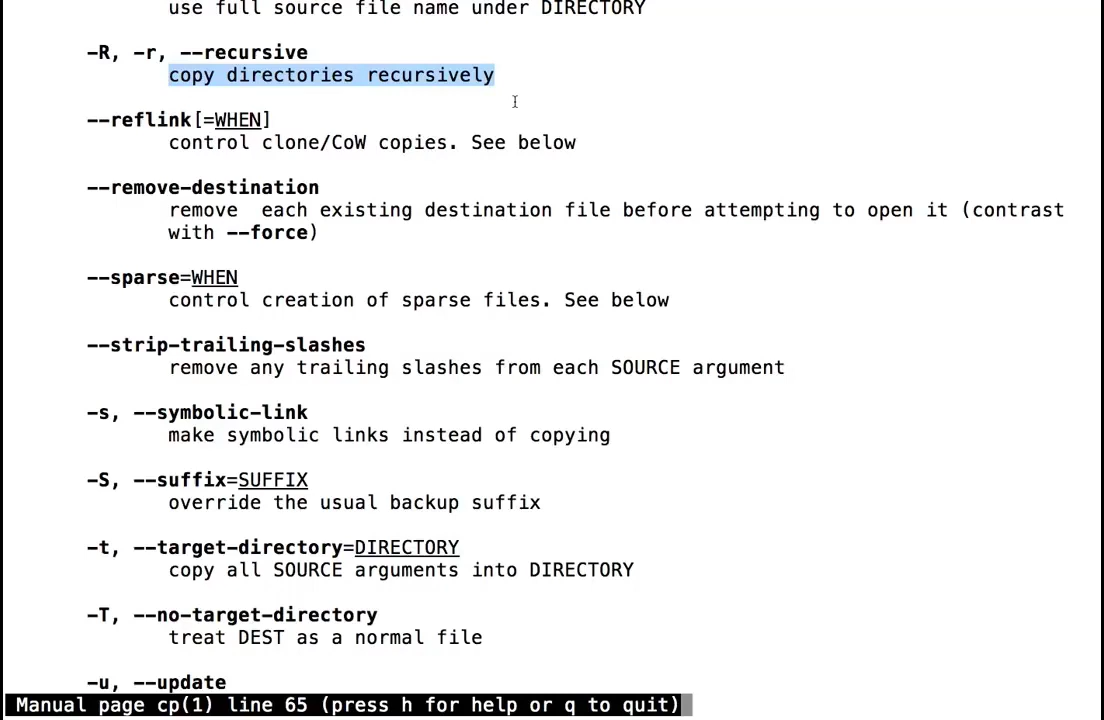 use full source file name under DIRECTORY
-R, -r, --recursive
copy directories recursively
--reflink[=WHEN]
control clone/CoW copies. See below
--remove-destination
remove  each existing destination file before attempting to open it (contrast
with --force)
--sparse=WHEN
control creation of sparse files. See below
--strip-trailing-slashes
remove any trailing slashes from each SOURCE argument
-s, --symbolic-link
make symbolic links instead of copying
-S, --suffix=SUFFIX
override the usual backup suffix
-t, --target-directory=DIRECTORY
copy all SOURCE arguments into DIRECTORY
-T, --no-target-directory
treat DEST as a normal file
-u, --update
Manual page cp(1) line 65 (press h for help or q to quit)